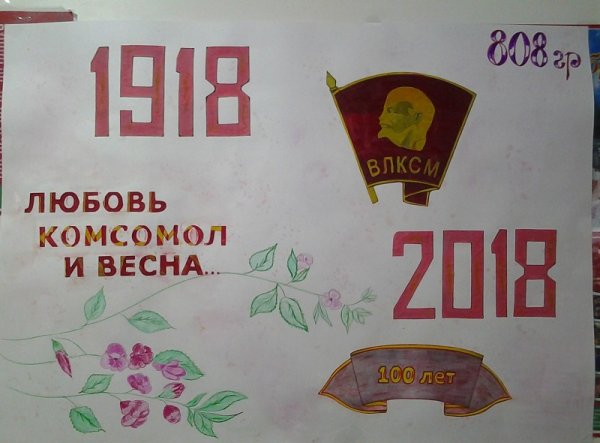 808 гр
1918
ВЛКСМ
ЛЮБОВЬ
КОМСОМОЛ
И ВЕСНА...
2018
100 лет